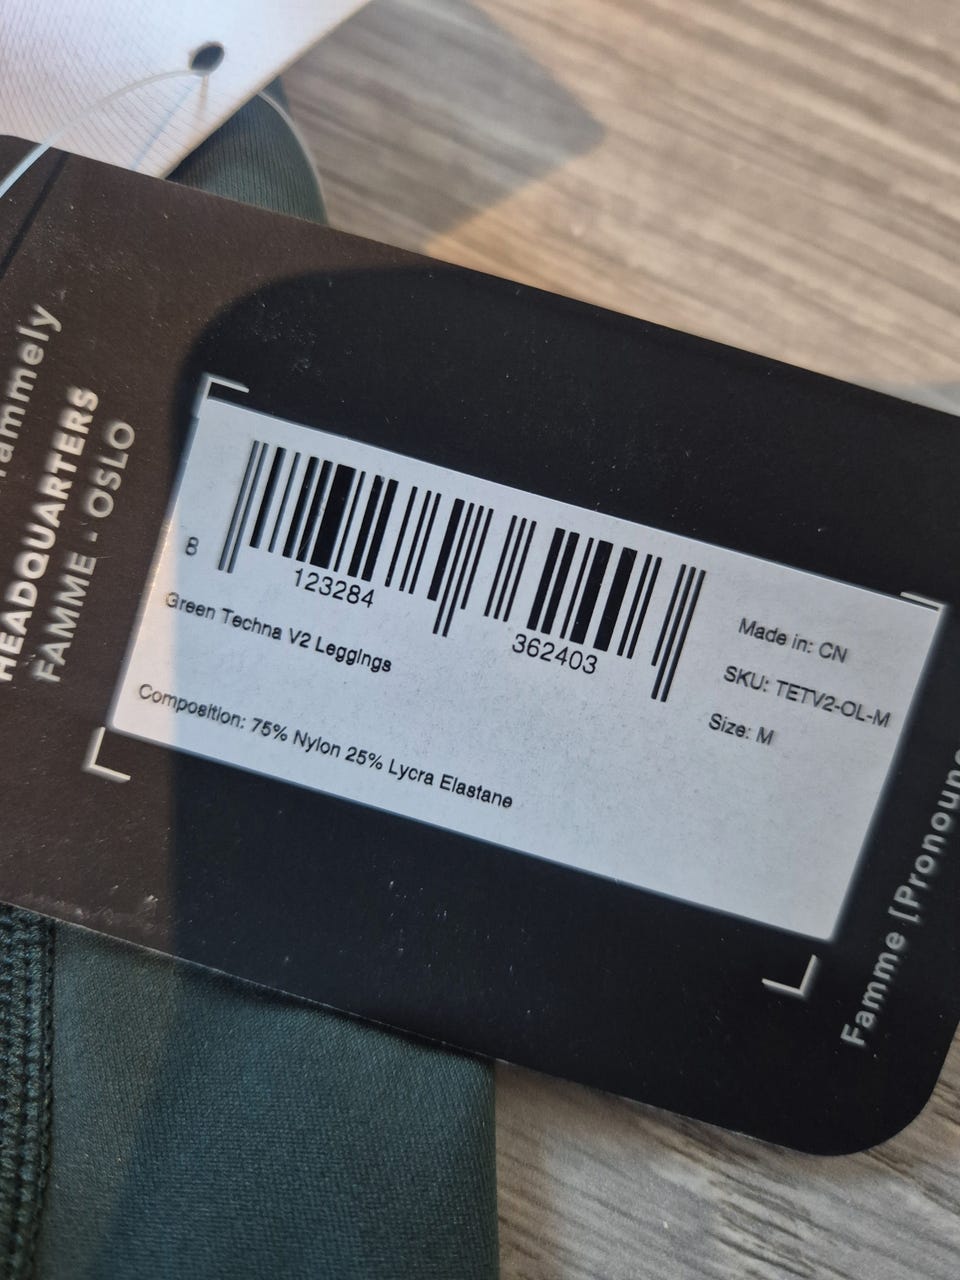 HEADQUARTERS
FAMME - OSLO
8
123284
362403
Green Techna V2 Leggings
Composition: 75% Nylon 25% Lycra Elastane
Made in: CN
SKU: TETV2-OL-M
Size: M
Famme